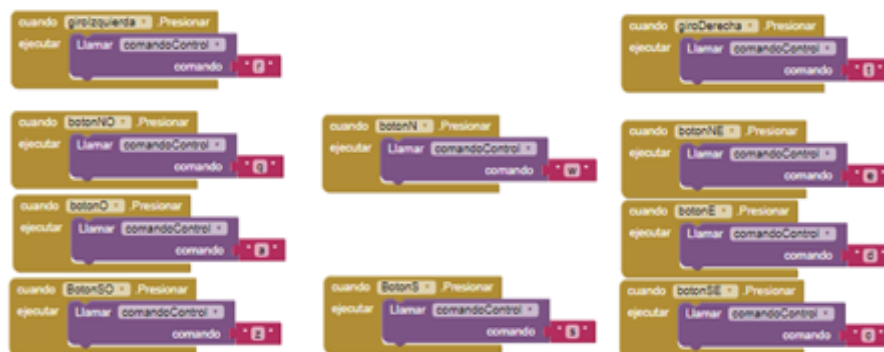 cuando giroIzquierda .Presionar
ejecutar Llamar comandoControl
comando " r "
cuando giroDerecha .Presionar
ejecutar Llamar comandoControl
comando " t "
cuando botonNO .Presionar
ejecutar Llamar comandoControl
comando " q "
cuando botonN .Presionar
ejecutar Llamar comandoControl
comando " w "
cuando botonNE .Presionar
ejecutar Llamar comandoControl
comando " e "
cuando botonO .Presionar
ejecutar Llamar comandoControl
comando " a "
cuando botonE .Presionar
ejecutar Llamar comandoControl
comando " d "
cuando BotonSO .Presionar
ejecutar Llamar comandoControl
comando " z "
cuando BotonS .Presionar
ejecutar Llamar comandoControl
comando " s "
cuando botonSE .Presionar
ejecutar Llamar comandoControl
comando " c "